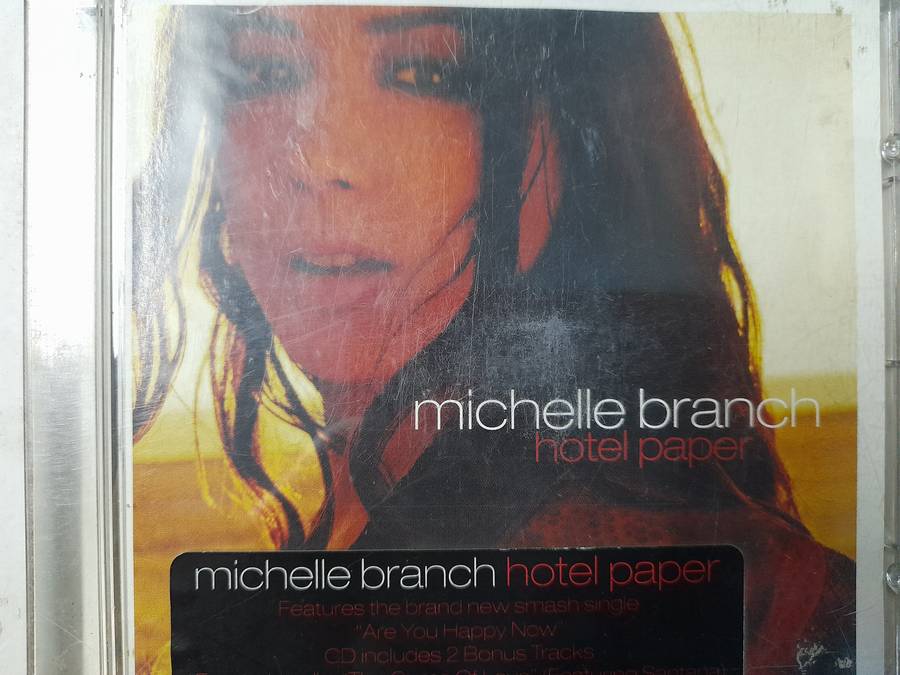 michelle branch
hotel paper
michelle branch hotel paper
Features the brand new smash single
"Are You Happy Now"
CD includes 2 Bonus Tracks